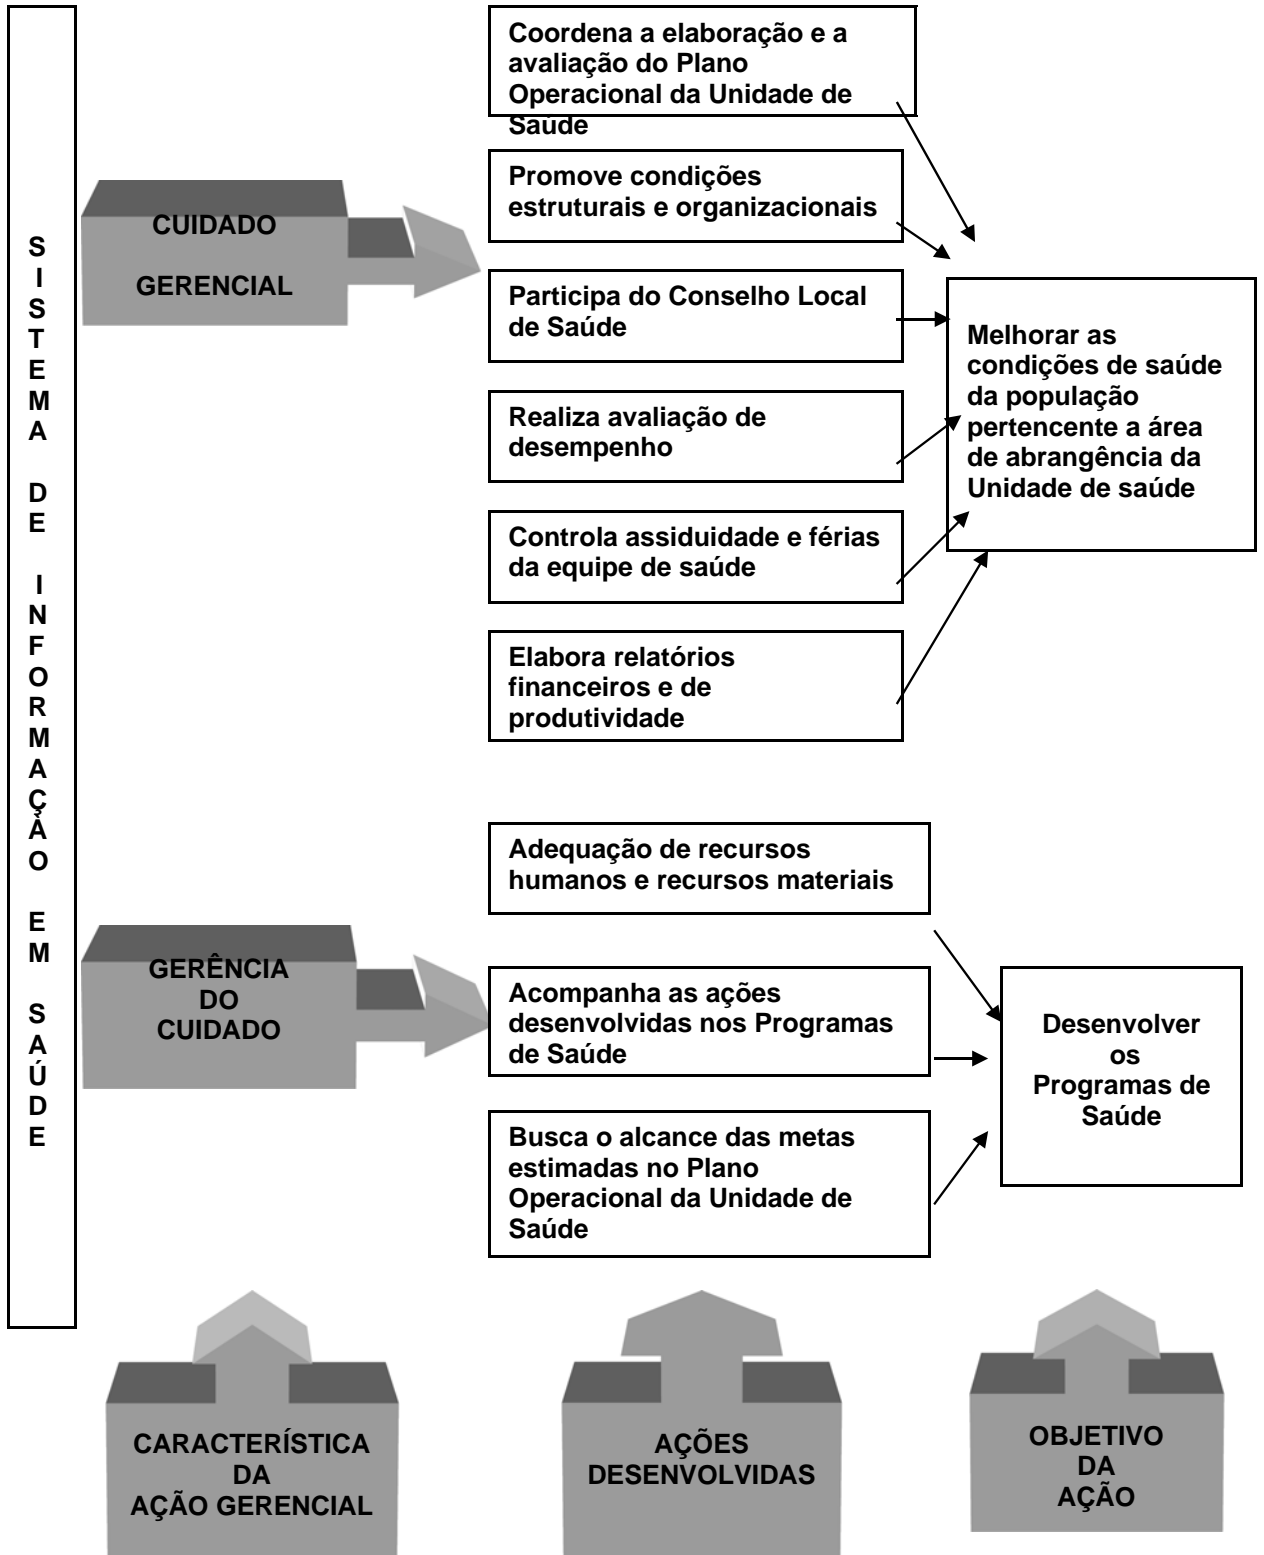 SISTEMA DE INFORMAÇÃO EM SAÚDE
CUIDADO
GERENCIAL
Coordena a elaboração e a
avaliação do Plano
Operacional da Unidade de
Saúde
Promove condições
estruturais e organizacionais
Participa do Conselho Local
de Saúde
Realiza avaliação de
desempenho
Controla assiduidade e férias
da equipe de saúde
Elabora relatórios
financeiros e de
produtividade
Melhorar as
condições de saúde
da população
pertencente a área
de abrangência da
Unidade de saúde
GERÊNCIA
DO
CUIDADO
Adequação de recursos
humanos e recursos materiais
Acompanha as ações
desenvolvidas nos Programas
de Saúde
Busca o alcance das metas
estimadas no Plano
Operacional da Unidade de
Saúde
Desenvolver
os
Programas de
Saúde
CARACTERÍSTICA
DA
AÇÃO GERENCIAL
AÇÕES
DESENVOLVIDAS
OBJETIVO
DA
AÇÃO